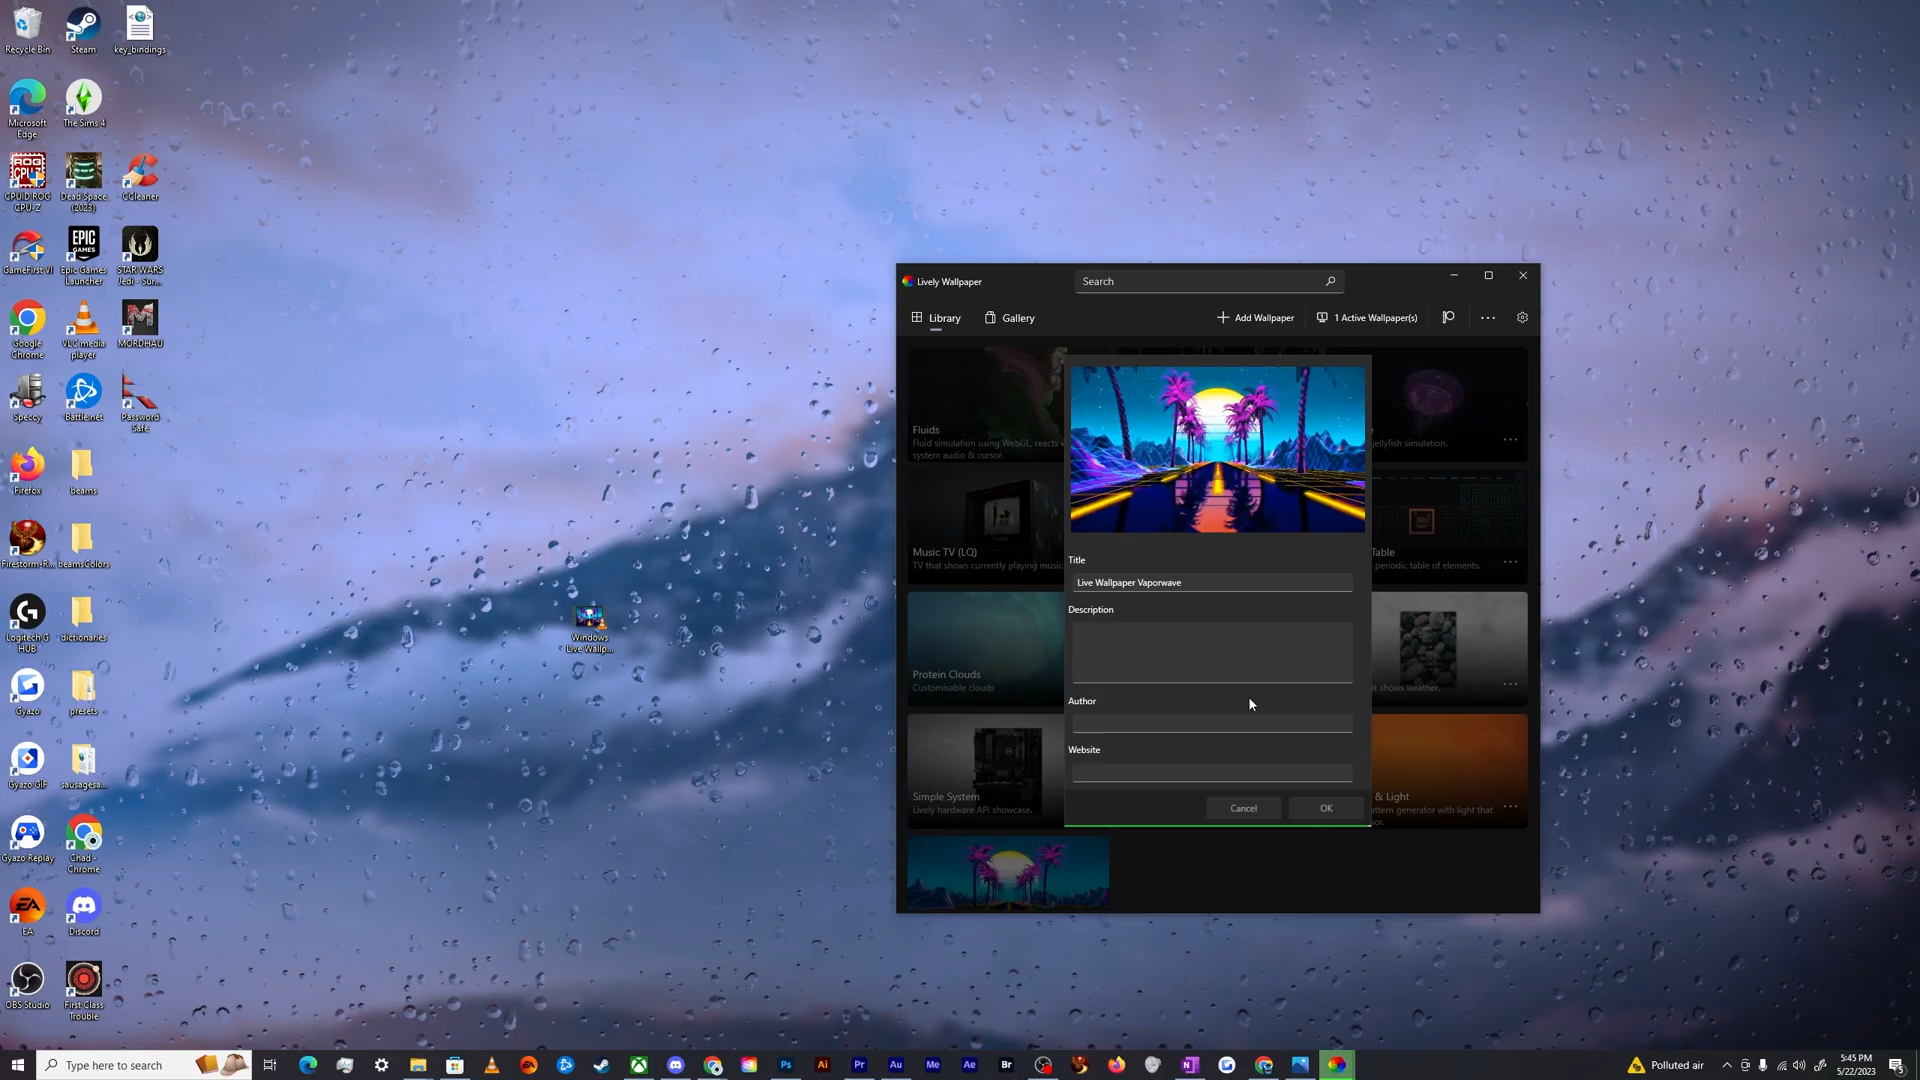 Recycle Bin
Steam
key_bindings
Microsoft
Edge
The Sims 4
CPUID ROG
CPU-Z
Dead Space
(2023)
CCleaner
GameFirst VI
Epic Games
Launcher
STAR WARS
Jedi - Sur...
Google
Chrome
VLC media
player
MORDHAU
Speccy
Battle.net
Password
Safe
Firefox
beams
Firestorm-R...
beamsColors
Logitech G
HUB
dictionaries
Gyazo
presets
Gyazo GIF
sausagesa...
Gyazo Replay
Chad -
Chrome
EA
Discord
OBS Studio
First Class
Trouble
Windows
Live Wallp...
Lively Wallpaper
Search
Library
Gallery
Add Wallpaper
1 Active Wallpaper(s)
Fluids
Fluid simulation using WebGL, reacts
system audio & cursor.
jellyfish simulation.
Music TV (LQ)
TV that shows currently playing music
Table
periodic table of elements.
Protein Clouds
Customisable clouds
shows weather.
Simple System
Lively hardware API showcase.
& Light
generator with light that
Title
Live Wallpaper Vaporwave
Description
Author
Website
Cancel
OK
Type here to search
Polluted air
5:45 PM
5/22/2023